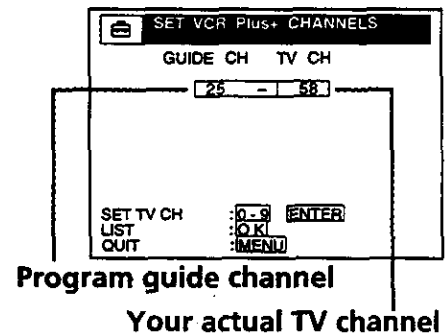 SET VCR Plus+ CHANNELS
GUIDE CH TV CH
25 - 58
SET TV CH :0-9 ENTER
LIST :OK
QUIT :MENU
Program guide channel
Your actual TV channel